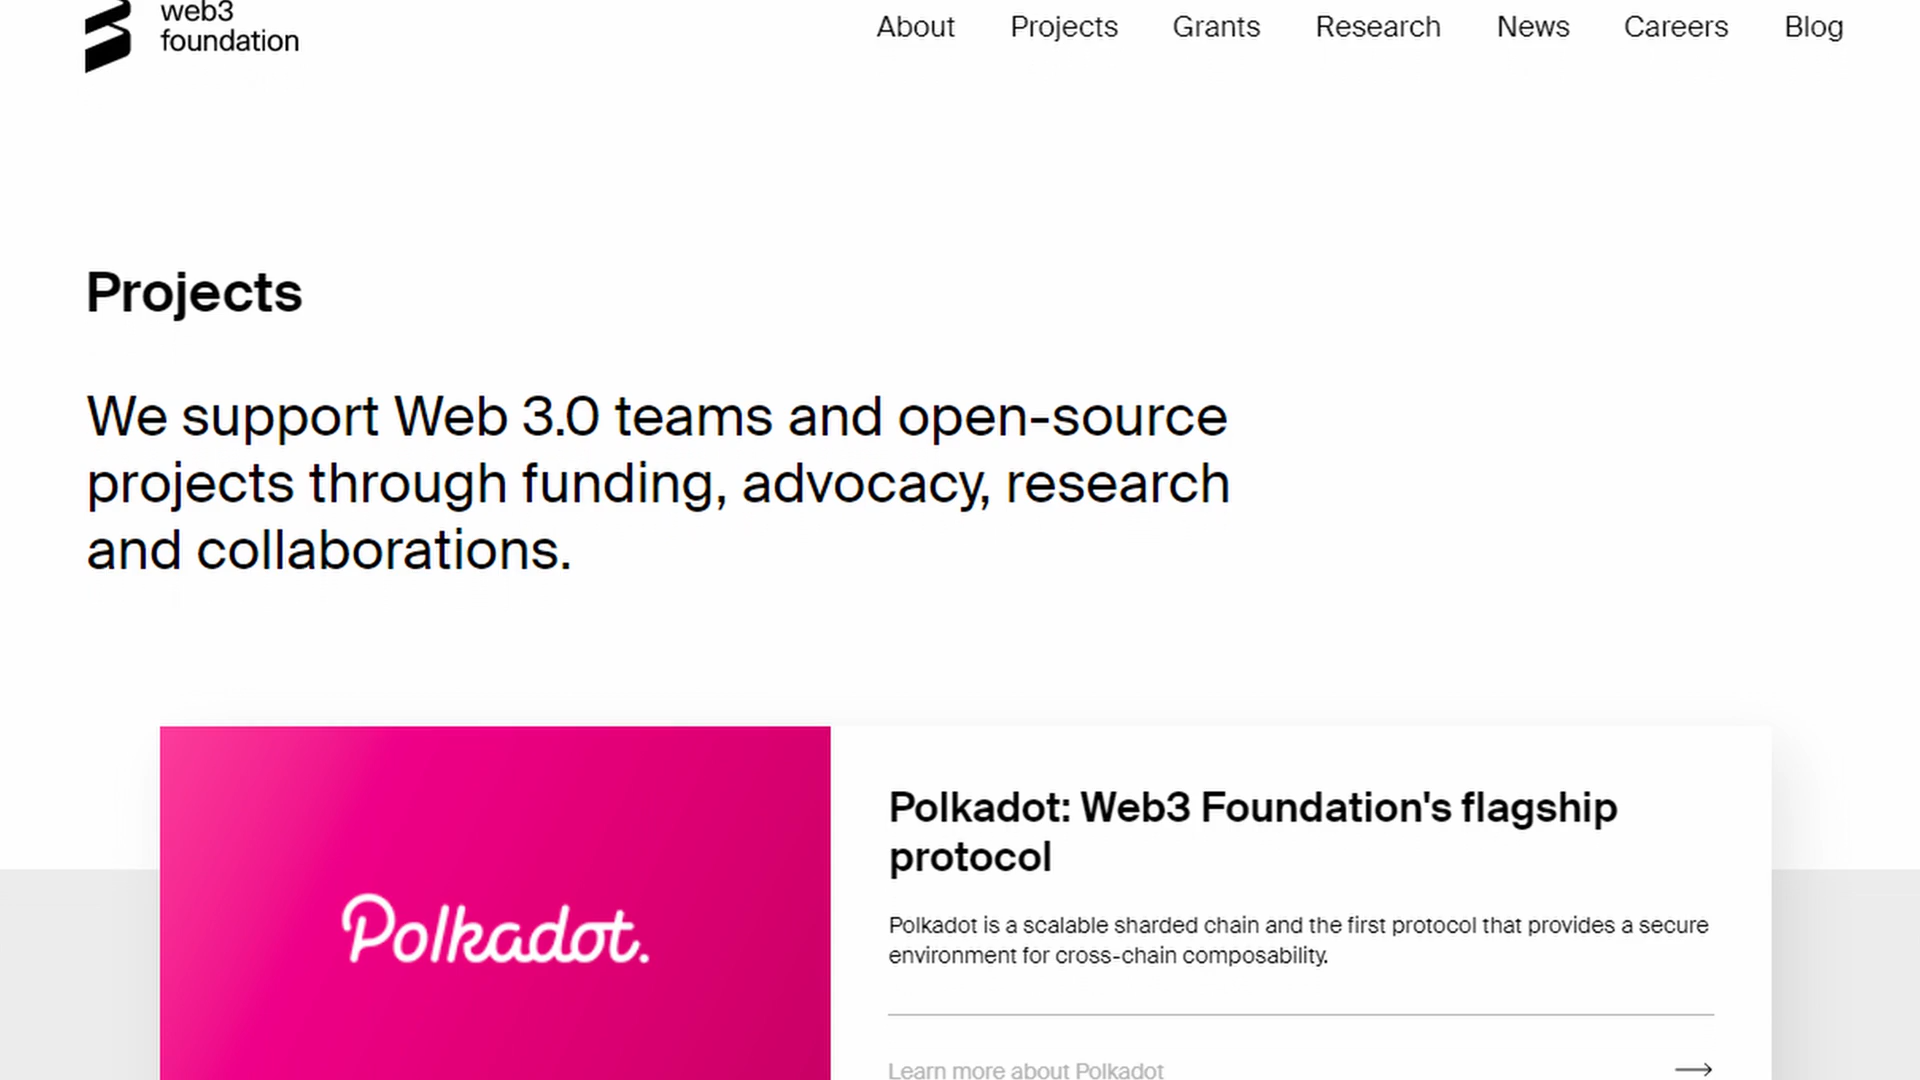 web3
foundation
About Projects Grants Research News Careers Blog
Projects
We support Web 3.0 teams and open-source
projects through funding, advocacy, research
and collaborations.
Polkadot.
Polkadot: Web3 Foundation's flagship
protocol
Polkadot is a scalable sharded chain and the first protocol that provides a secure
environment for cross-chain composability.
Learn more about Polkadot